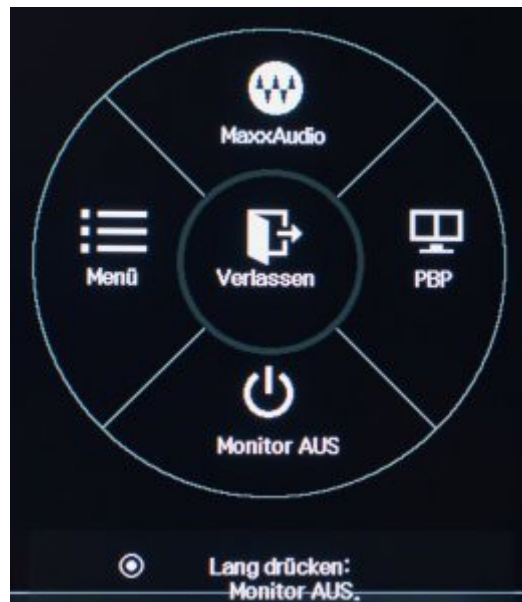 MaxxAudio
Menü
Verlassen
PBP
Monitor AUS
Lang drücken:
Monitor AUS.